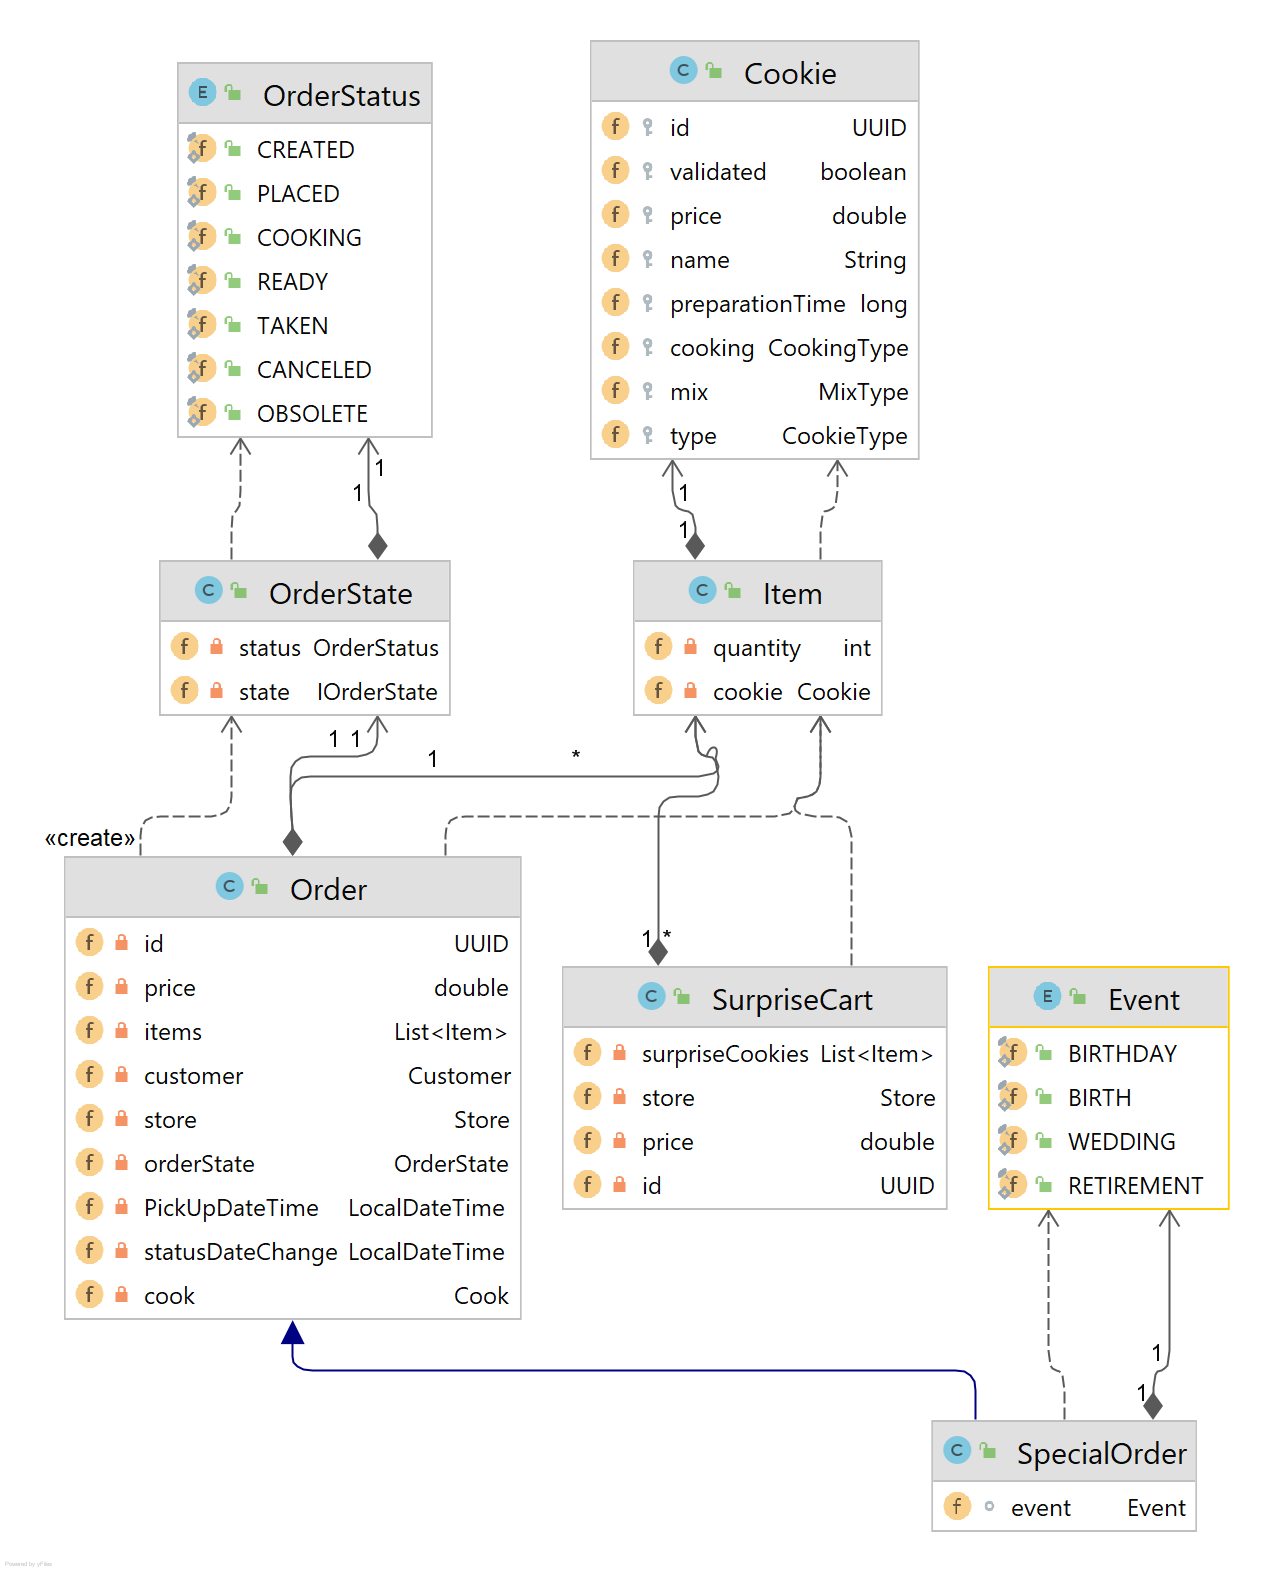 E OrderStatus
f CREATED
f PLACED
f COOKING
f READY
f TAKEN
f CANCELED
f OBSOLETE
C Cookie
f id UUID
f validated boolean
f price double
f name String
f preparationTime long
f cooking CookingType
f mix MixType
f type CookieType
1
1
1
1
C OrderState
f status OrderStatus
f state IOrderState
C Item
f quantity int
f cookie Cookie
1 1
1 *
«create»
C Order
f id UUID
f price double
f items List<Item>
f customer Customer
f store Store
f orderState OrderState
f PickUpDateTime LocalDateTime
f statusDateChange LocalDateTime
f cook Cook
1 *
C SurpriseCart
f surpriseCookies List<Item>
f store Store
f price double
f id UUID
E Event
f BIRTHDAY
f BIRTH
f WEDDING
f RETIREMENT
1
1
C SpecialOrder
f event Event
Powered by yFiles